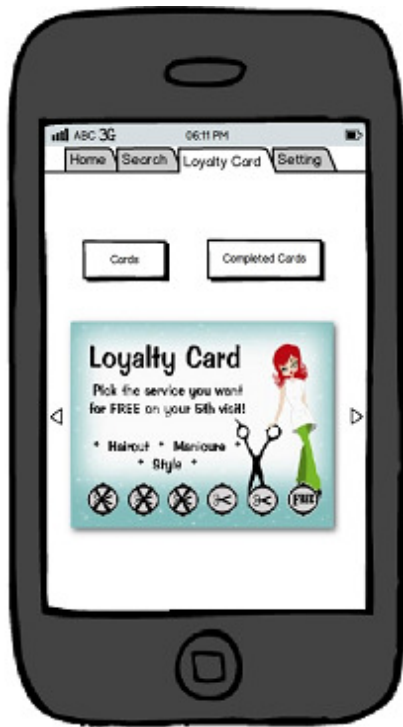 ABC 3G 06:11 PM
Home Search Loyalty Card Setting
Cards Completed Cards
Loyalty Card
Pick the service you want
for FREE on your 5th visit!
* Haircut * Manicure *
* Style *
FREE